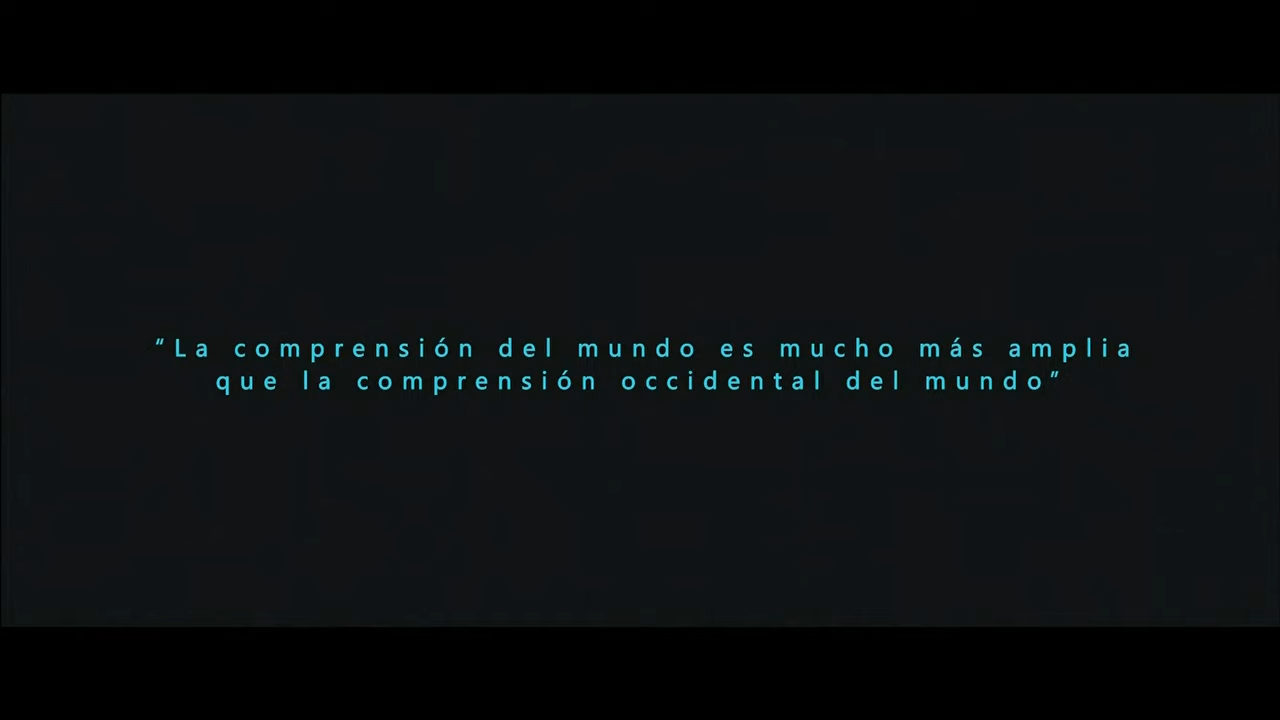 “La comprensión del mundo es mucho más amplia
que la comprensión occidental del mundo”